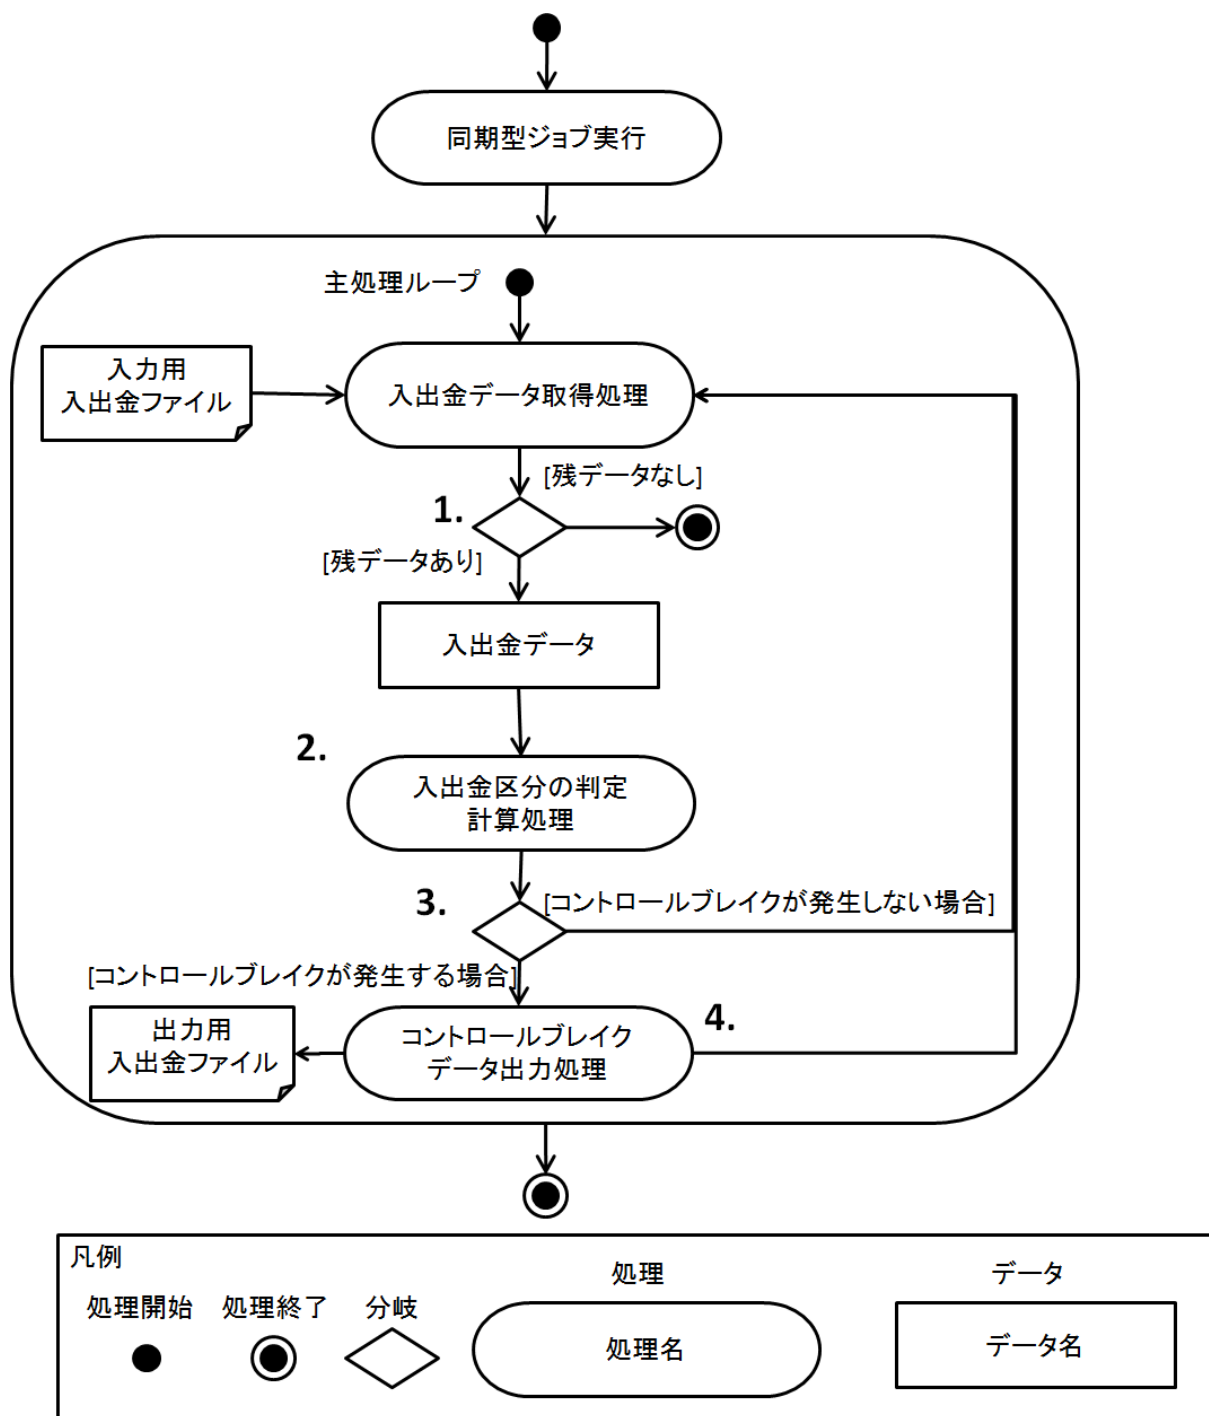 同期型ジョブ実行
主処理ループ
入力用
入出金ファイル
入出金データ取得処理
[残データなし]
1.
[残データあり]
入出金データ
2.
入出金区分の判定
計算処理
3.
[コントロールブレイクが発生しない場合]
[コントロールブレイクが発生する場合]
出力用
入出金ファイル
コントロールブレイク
データ出力処理
4.
凡例
処理開始
処理終了
分岐
処理
処理名
データ
データ名